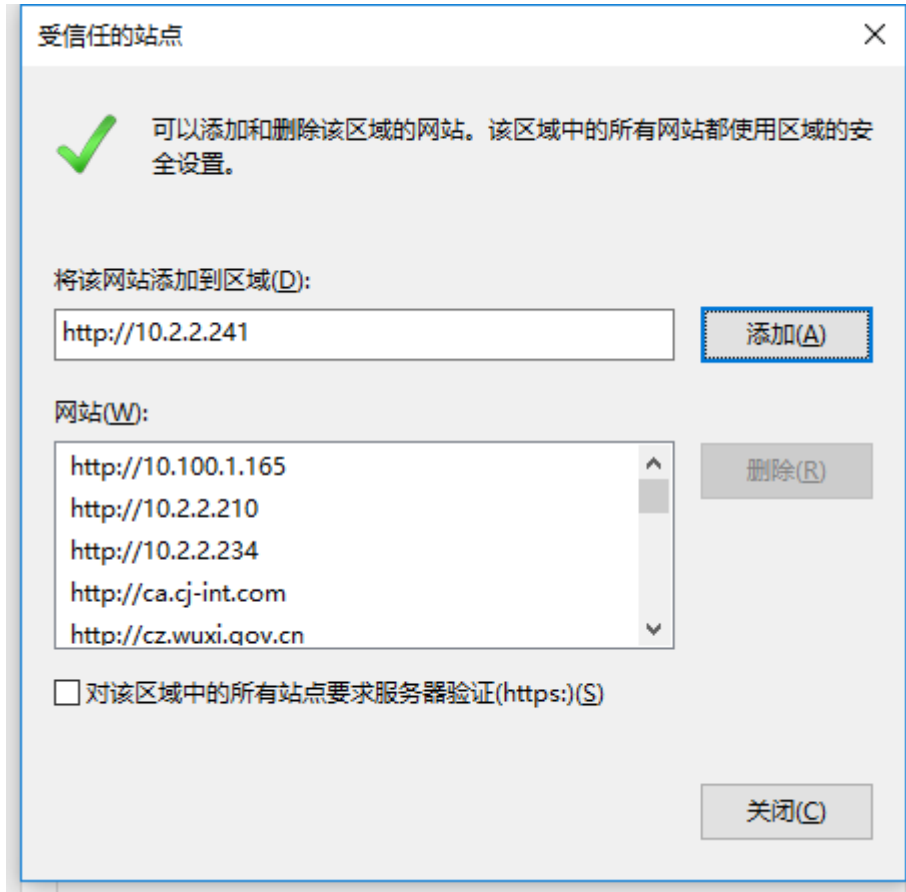 受信任的站点
可以添加和删除该区域的网站。该区域中的所有网站都使用区域的安
全设置。
将该网站添加到区域(D):
http://10.2.2.241
添加(A)
网站(W):
http://10.100.1.165
删除(R)
http://10.2.2.210
http://10.2.2.234
http://ca.cj-int.com
http://cz.wuxi.gov.cn
对该区域中的所有站点要求服务器验证(https:)(S)
关闭(C)